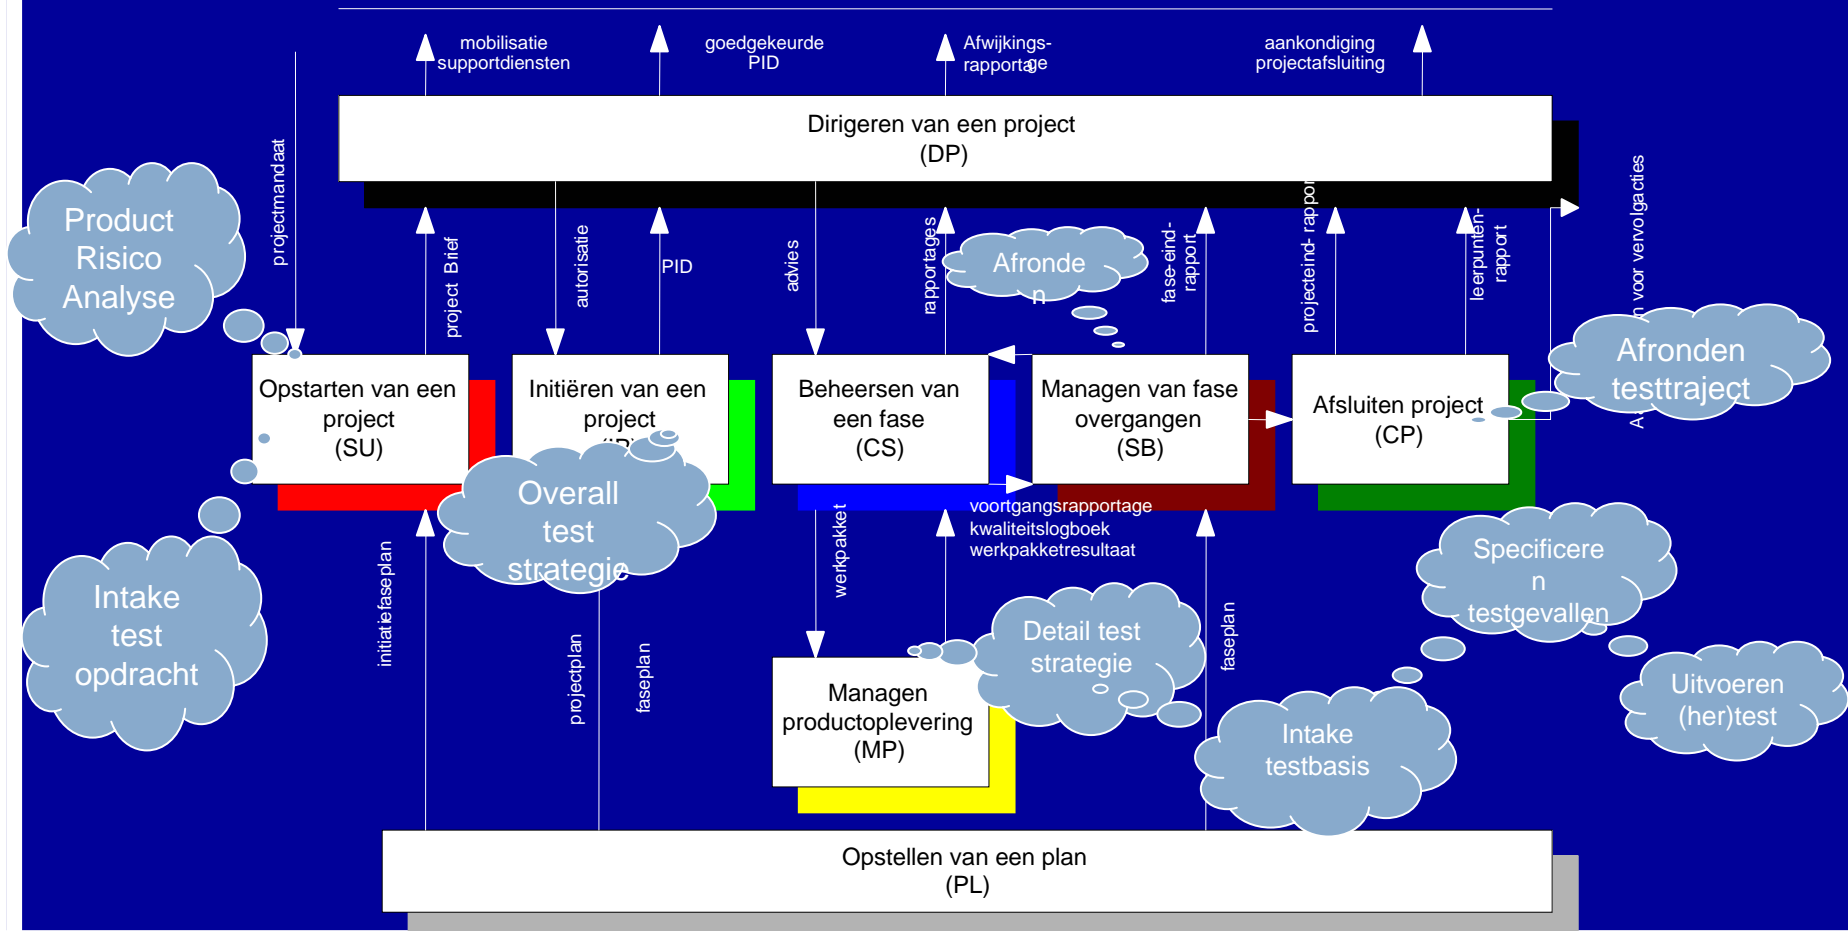 mobilisatie
supportdiensten
goedgekeurde
PID
Afwijkings-
rapportage
aankondiging
projectafsluiting
Dirigeren van een project
(DP)
projectmandaat
project Brief
autorisatie
PID
advies
rapportages
fase-eind-
rapport
projecteind- rapport
leerpunten-
rapport
voor vervolgacties
Product
Risico
Analyse
Afronde
n
Afronden
testtraject
Opstarten van een
project
(SU)
Initiëren van een
project
Beheersen van
een fase
(CS)
Managen van fase
overgangen
(SB)
Afsluiten project
(CP)
Overall
test
strategie
Intake
test
opdracht
initiatiefaseplan
projectplan
faseplan
werkpakket
voortgangsrapportage
kwaliteitslogboek
werkpakketresultaat
faseplan
Specificere
n
testgevallen
Detail test
strategie
Uitvoeren
(her)test
Intake
testbasis
Managen
productoplevering
(MP)
Opstellen van een plan
(PL)